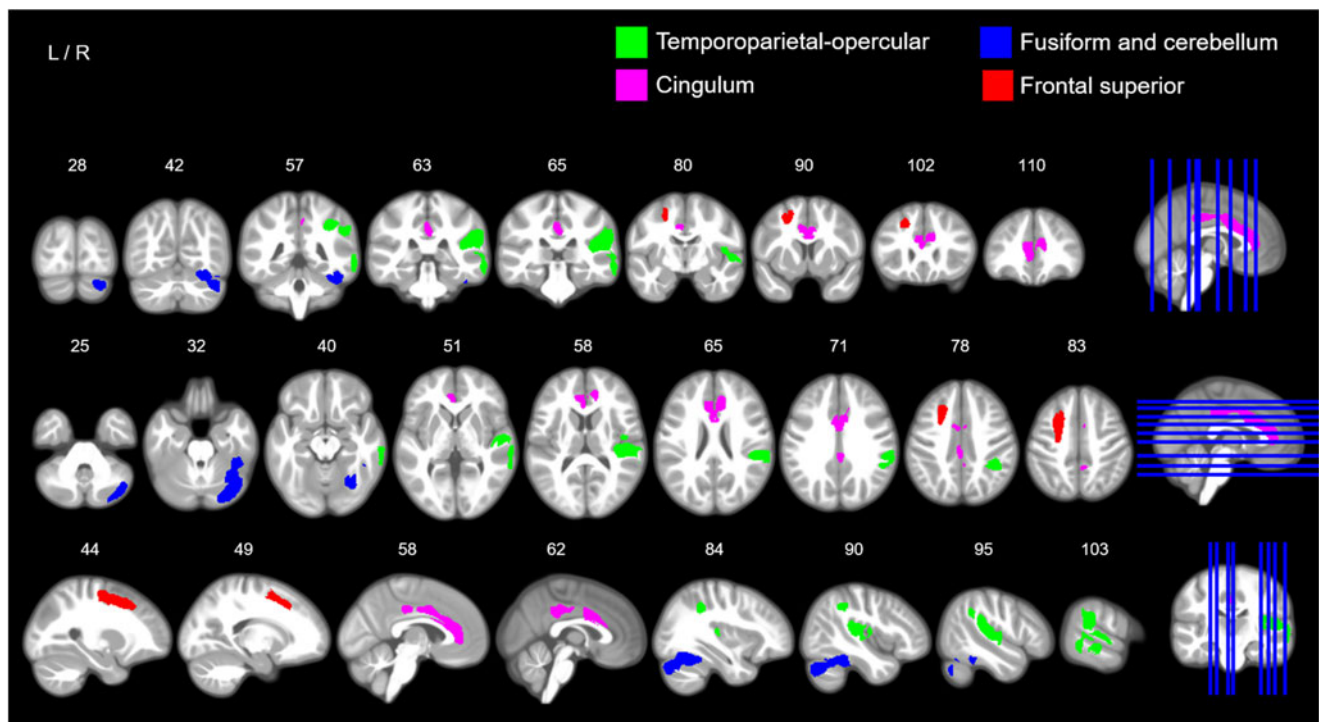 L / R
Temporoparietal-opercular
Fusiform and cerebellum
Cingulum
Frontal superior
28 42 57 63 65 80 90 102 110
25 32 40 51 58 65 71 78 83
44 49 58 62 84 90 95 103